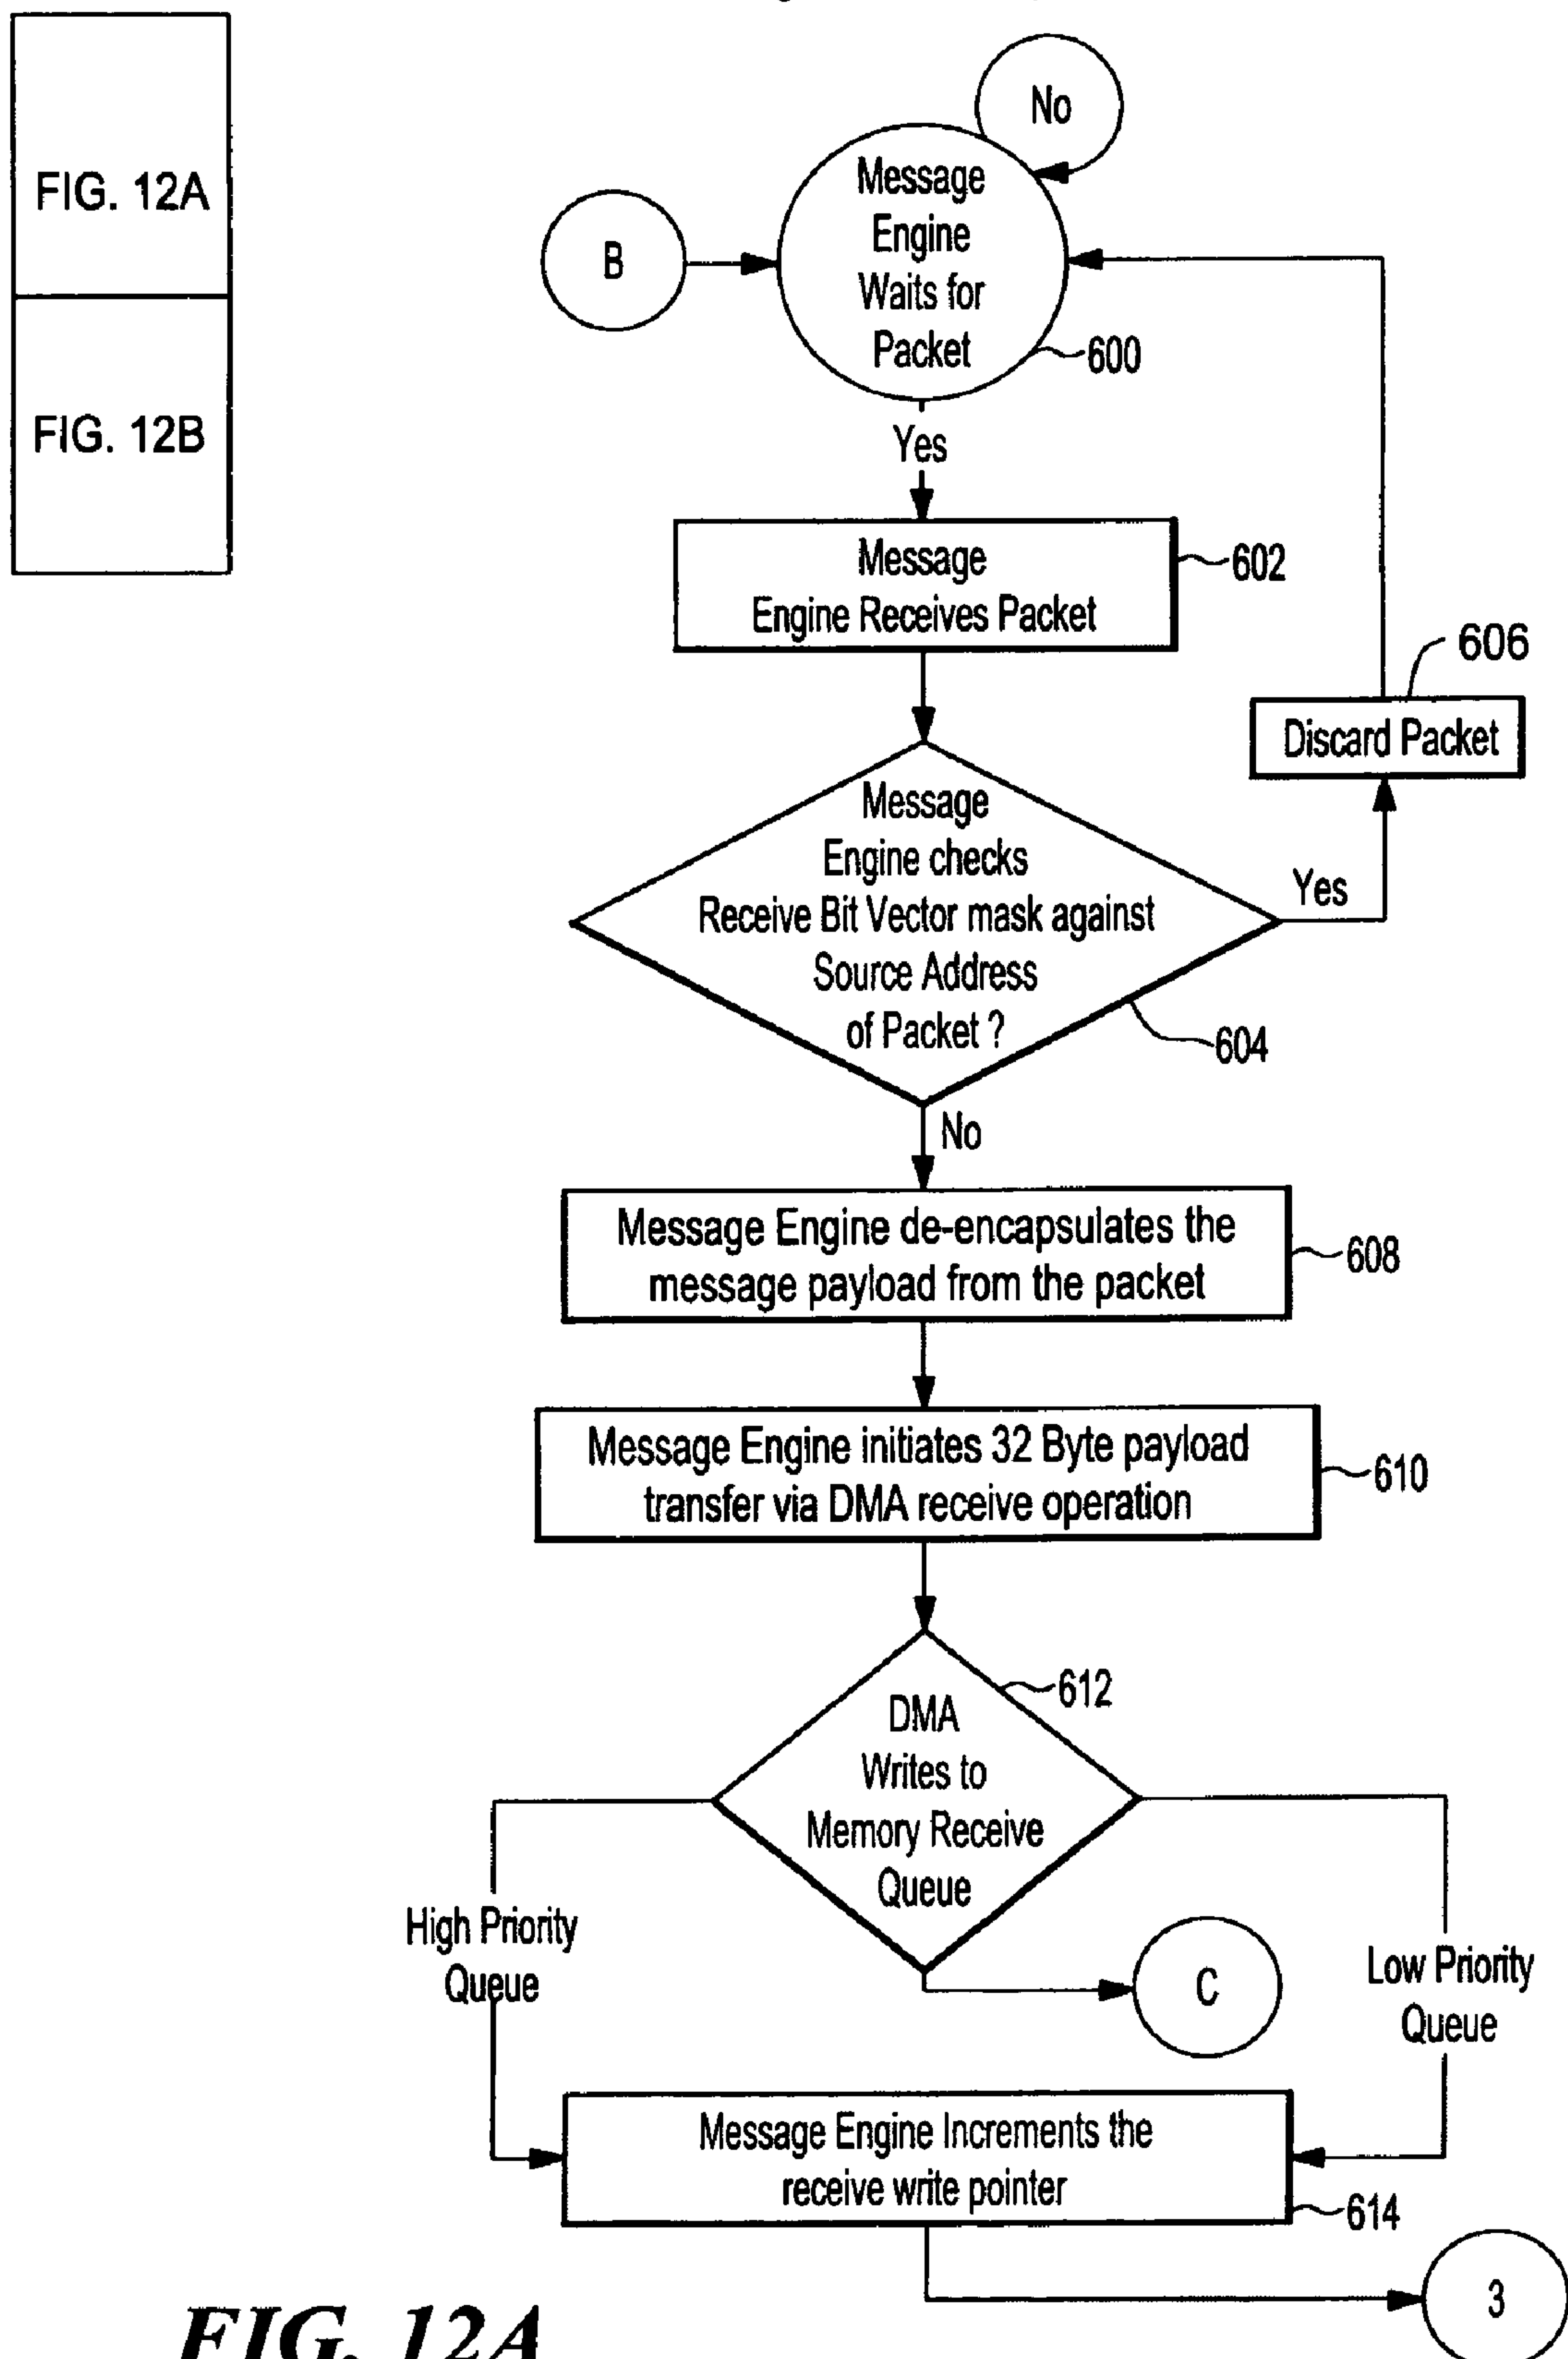 FIG. 12A
FIG. 12B
No
B
Message
Engine
Waits for
Packet
600
Yes
Message
Engine Receives Packet
602
606
Discard Packet
Message
Engine checks
Receive Bit Vector mask against
Source Address
of Packet ?
Yes
604
No
Message Engine de-encapsulates the
message payload from the packet
608
Message Engine initiates 32 Byte payload
transfer via DMA receive operation
610
612
DMA
Writes to
Memory Receive
Queue
High Priority
Queue
C
Low Priority
Queue
Message Engine Increments the
receive write pointer
614
3
FIG. 12A